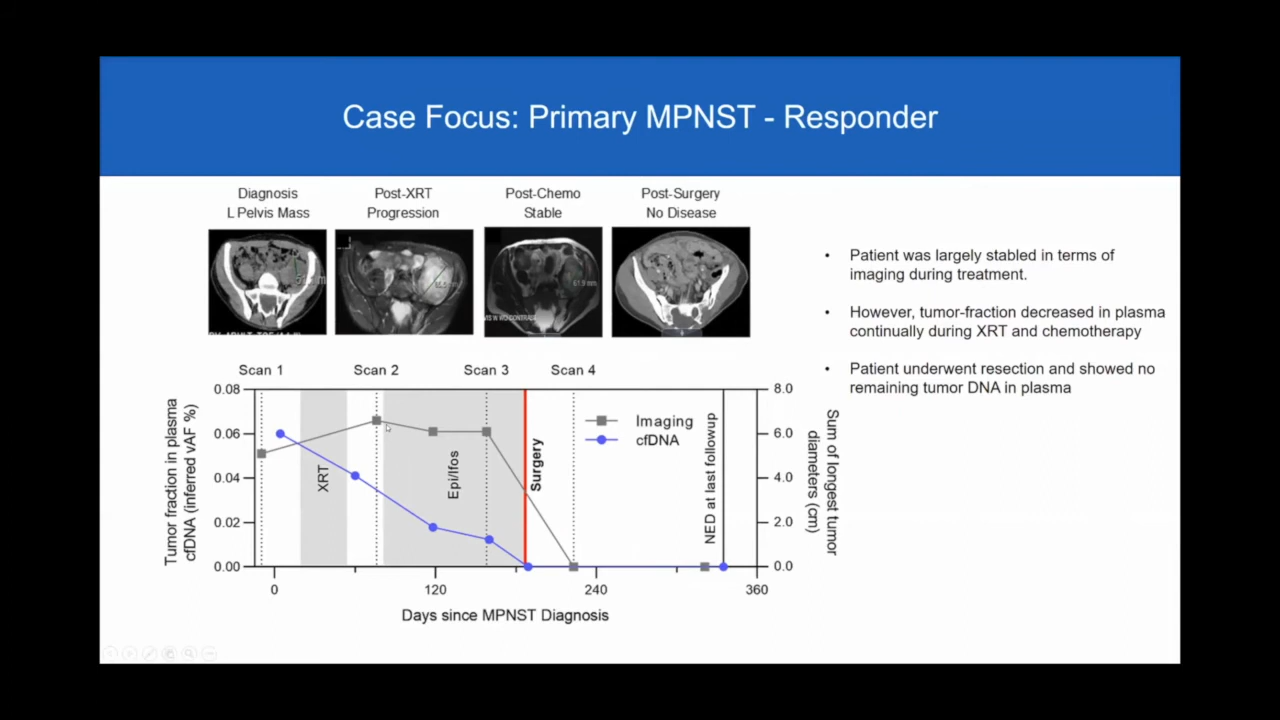 Case Focus: Primary MPNST - Responder
Diagnosis
L Pelvis Mass
Post-XRT
Progression
Post-Chemo
Stable
Post-Surgery
No Disease
61.9 mm
Patient was largely stabled in terms of
imaging during treatment.
However, tumor-fraction decreased in plasma
continually during XRT and chemotherapy
Patient underwent resection and showed no
remaining tumor DNA in plasma
Scan 1
Scan 2
Scan 3
Scan 4
Tumor fraction in plasma
cfDNA (inferred vAF %)
0.08
0.06
0.04
0.02
0.00
XRT
Epi/Ifos
Surgery
Imaging
cfDNA
NED at last followup
8.0
6.0
4.0
2.0
0.0
Sum of longest tumor
diameters (cm)
0
120
240
360
Days since MPNST Diagnosis